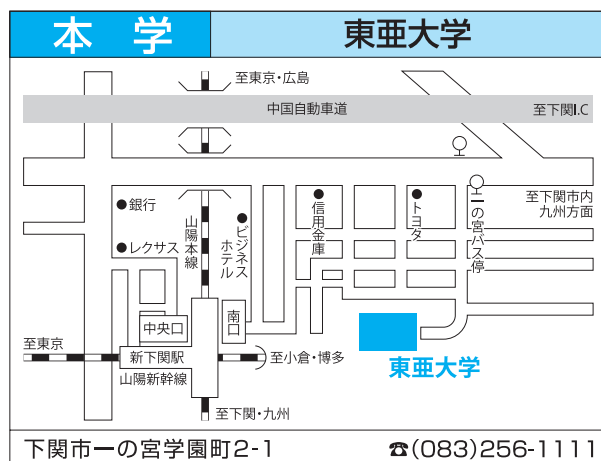 本学
東亜大学
至東京・広島
中国自動車道
至下関I.C
●銀行
●レクサス
山陽本線
●ビジネス
ホテル
●信用金庫
●トヨタ
一の宮バス停
至下関市内
九州方面
中央口
南口
至東京
新下関駅
山陽新幹線
至小倉・博多
東亜大学
至下関・九州
下関市一の宮学園町2-1
☎(083)256-1111